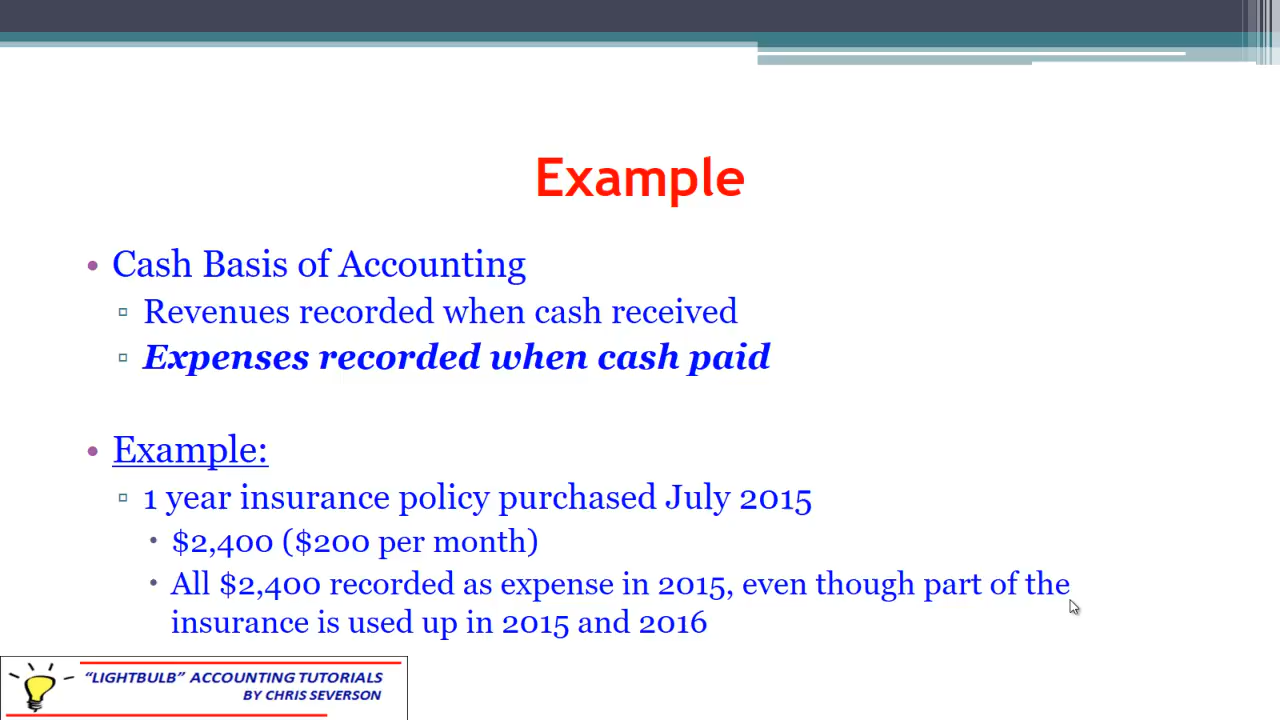 Example
• Cash Basis of Accounting
▫ Revenues recorded when cash received
▫ Expenses recorded when cash paid
• Example:
▫ 1 year insurance policy purchased July 2015
• $2,400 ($200 per month)
• All $2,400 recorded as expense in 2015, even though part of the
insurance is used up in 2015 and 2016
“LIGHTBULB” ACCOUNTING TUTORIALS
BY CHRIS SEVERSON